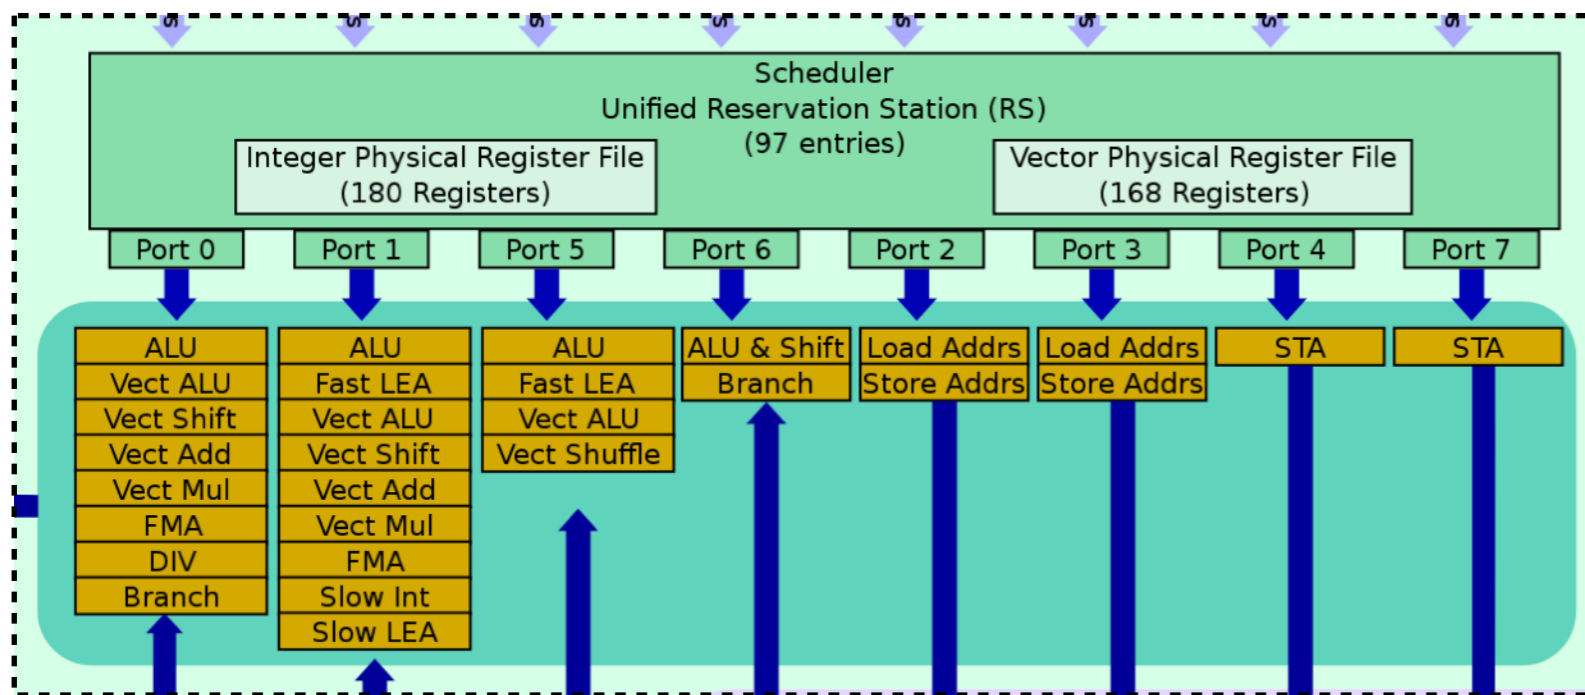 Scheduler
Unified Reservation Station (RS)
(97 entries)
Integer Physical Register File
(180 Registers)
Vector Physical Register File
(168 Registers)
Port 0
Port 1
Port 5
Port 6
Port 2
Port 3
Port 4
Port 7
ALU
Vect ALU
Vect Shift
Vect Add
Vect Mul
FMA
DIV
Branch
ALU
Fast LEA
Vect ALU
Vect Shift
Vect Add
Vect Mul
FMA
Slow Int
Slow LEA
ALU
Fast LEA
Vect ALU
Vect Shuffle
ALU & Shift
Branch
Load Addrs
Store Addrs
Load Addrs
Store Addrs
STA
STA